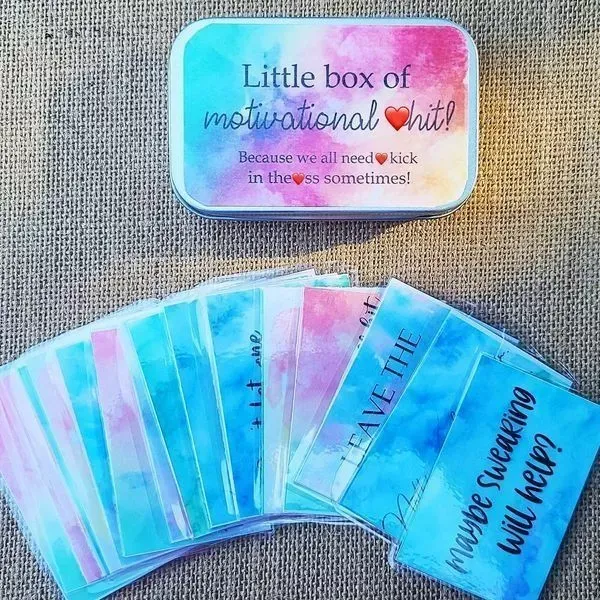 Little box of
motivational ❤️hit!
Because we all need❤️kick
in the❤️ss sometimes!
LEAVE THE
maybe swearing
will help?